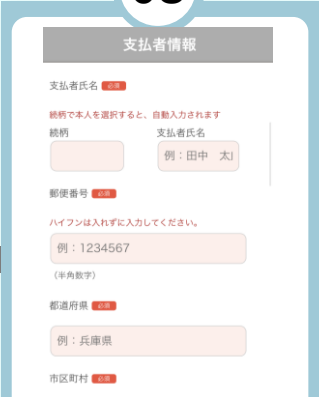 支払者情報
支払者氏名 必須
続柄で本人を選択すると、自動入力されます
続柄 支払者氏名
例：田中 太
郵便番号 必須
ハイフンは入れずに入力してください。
例：1234567
（半角数字）
都道府県 必須
例：兵庫県
市区町村 必須